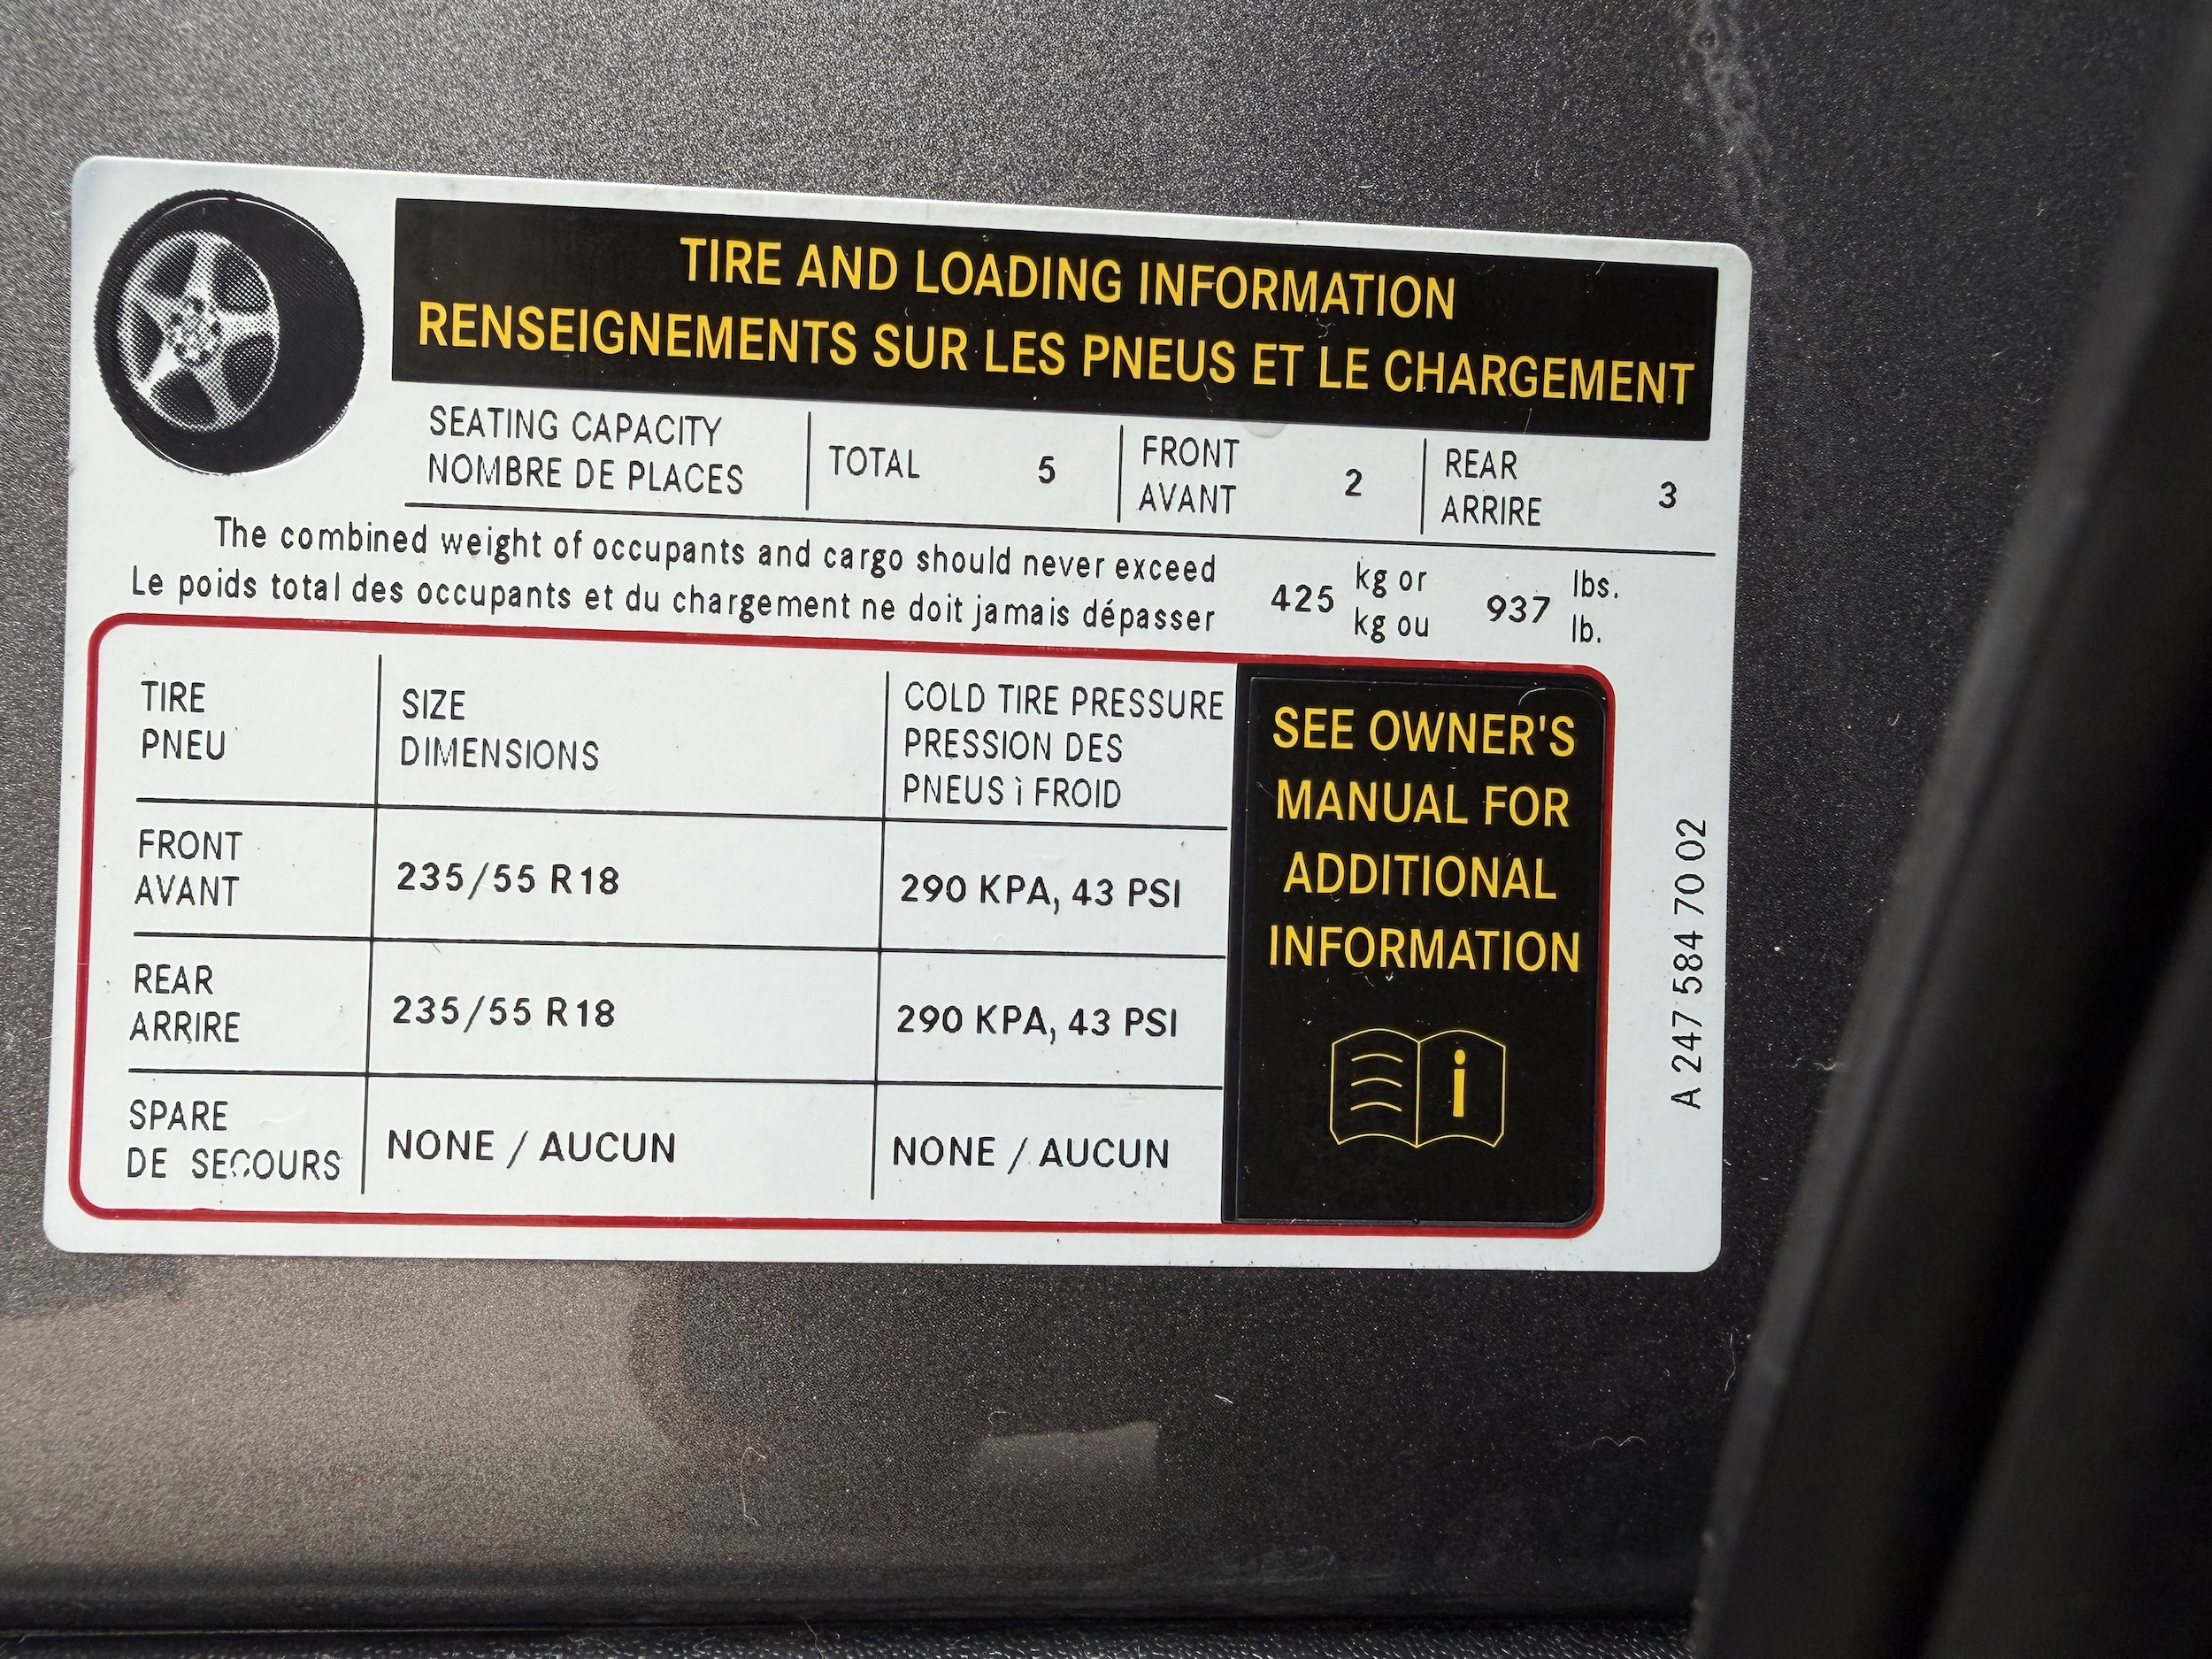 TIRE AND LOADING INFORMATION
RENSEIGNEMENTS SUR LES PNEUS ET LE CHARGEMENT
SEATING CAPACITY
NOMBRE DE PLACES
TOTAL 5
FRONT
AVANT
2
REAR
ARRIRE
3
The combined weight of occupants and cargo should never exceed
Le poids total des occupants et du chargement ne doit jamais dépasser
425
kg or
kg ou
937
lbs.
lb.
TIRE
PNEU
SIZE
DIMENSIONS
COLD TIRE PRESSURE
PRESSION DES
PNEUS ì FROID
FRONT
AVANT
235/55 R18
290 KPA, 43 PSI
REAR
ARRIRE
235/55 R18
290 KPA, 43 PSI
SPARE
DE SECOURS
NONE / AUCUN
NONE / AUCUN
SEE OWNER'S
MANUAL FOR
ADDITIONAL
INFORMATION
i
A 247 584 70 02